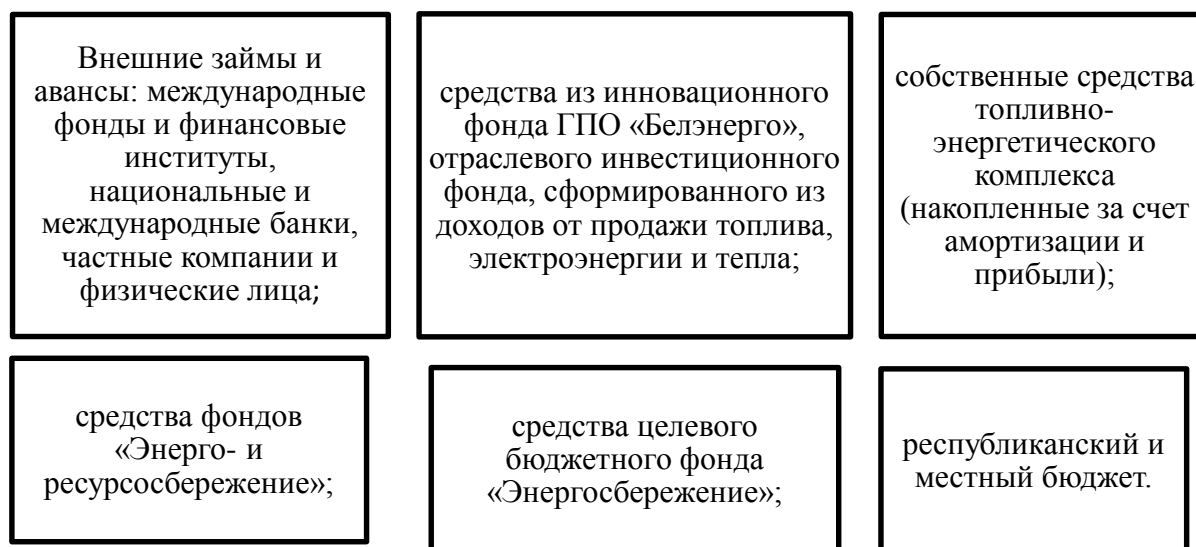 Внешние займы и
авансы: международные
фонды и финансовые
институты,
национальные и
международные банки,
частные компании и
физические лица;
средства из инновационного
фонда ГПО «Белэнерго»,
отраслевого инвестиционного
фонда, сформированного из
доходов от продажи топлива,
электроэнергии и тепла;
собственные средства
топливно-
энергетического
комплекса
(накопленные за счет
амортизации и
прибыли);
средства фондов
«Энерго- и
ресурсосбережение»;
средства целевого
бюджетного фонда
«Энергосбережение»;
республиканский и
местный бюджет.